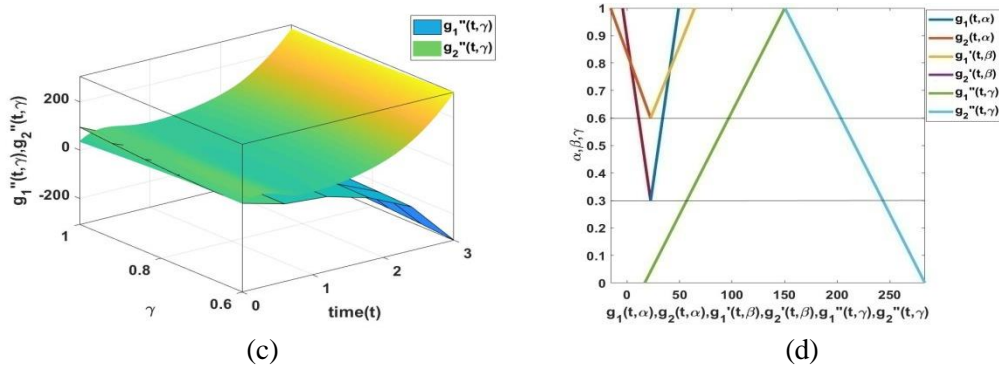 g₁''(t,γ)
g₂''(t,γ)
g₁''(t,γ),g₂''(t,γ)
200
0
-200
1
0.8
0.6
γ
0
1
2
3
time(t)
(c)
1
0.9
0.8
0.7
0.6
0.5
0.4
0.3
0.2
0.1
0
α,β,γ
0
50
100
150
200
250
g₁(t,α),g₂(t,α),g₁'(t,β),g₂'(t,β),g₁''(t,γ),g₂''(t,γ)
g₁(t,α)
g₂(t,α)
g₁'(t,β)
g₂'(t,β)
g₁''(t,γ)
g₂''(t,γ)
(d)